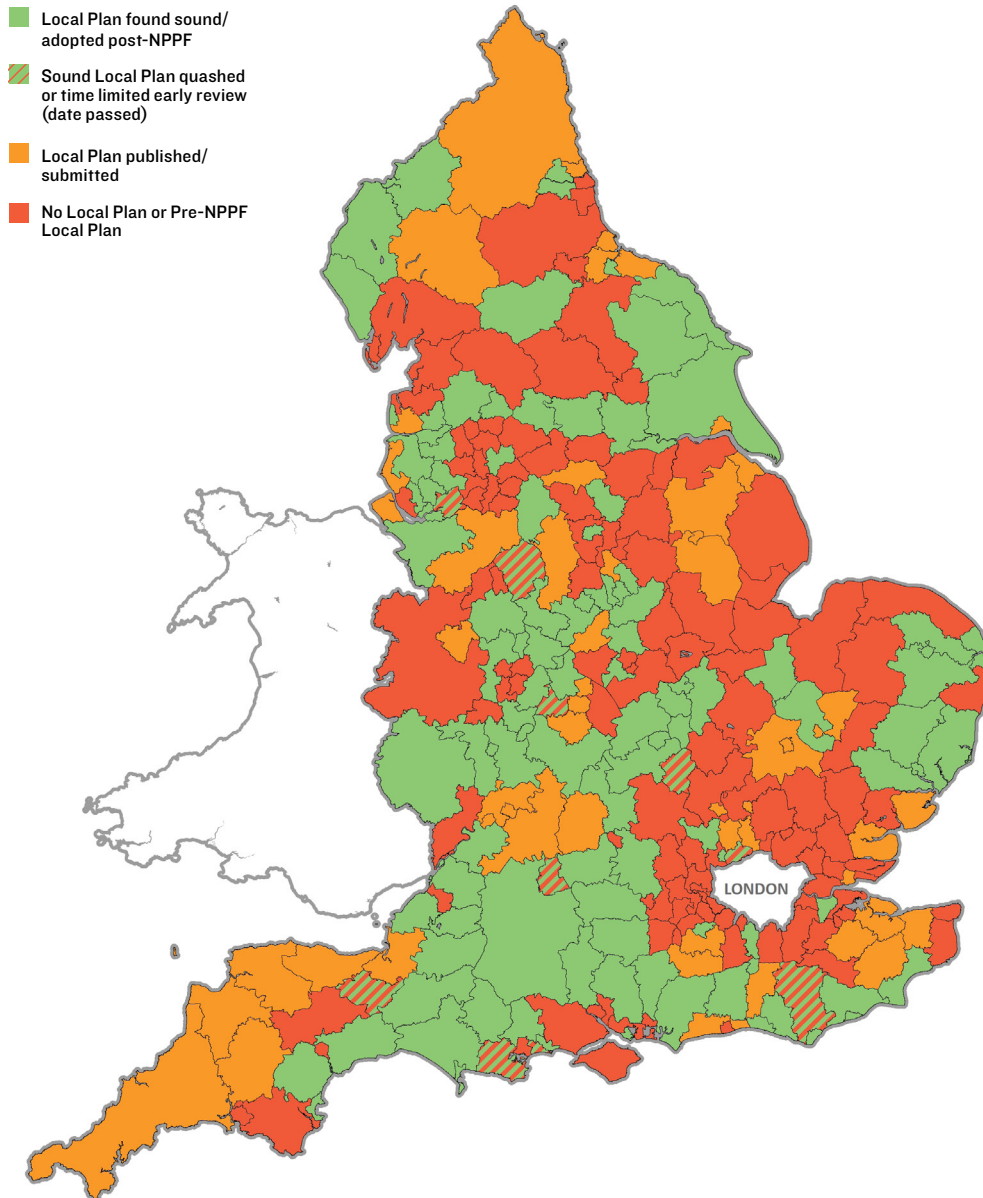 Local Plan found sound/
adopted post-NPPF
Sound Local Plan quashed
or time limited early review
(date passed)
Local Plan published/
submitted
No Local Plan or Pre-NPPF
Local Plan
LONDON